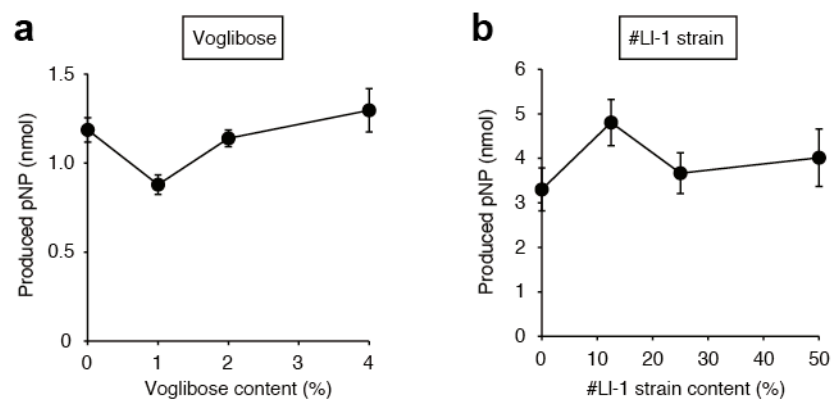 a
Voglibose
Produced pNP (nmol)
1.5
1.0
0.5
0
0 1 2 3 4
Voglibose content (%)
b
#LI-1 strain
Produced pNP (nmol)
6
5
4
3
2
1
0
0 10 20 30 40 50
#LI-1 strain content (%)